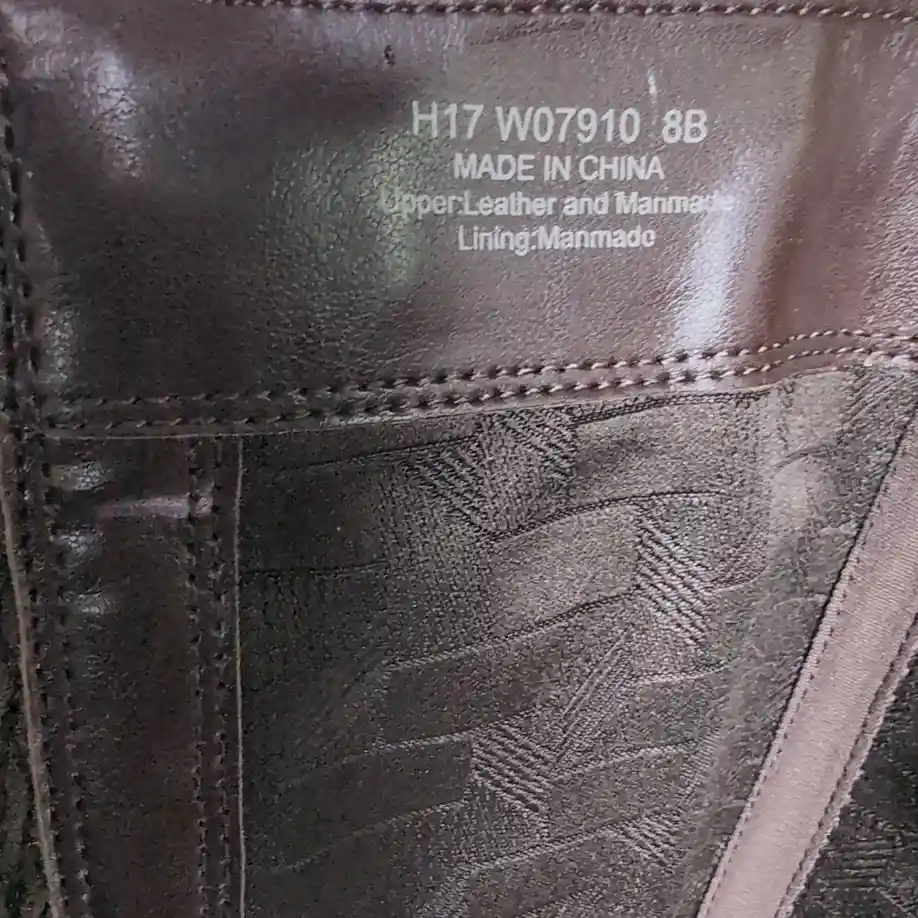 H17 W07910 8B
MADE IN CHINA
Upper:Leather and Manmade
Lining:Manmade